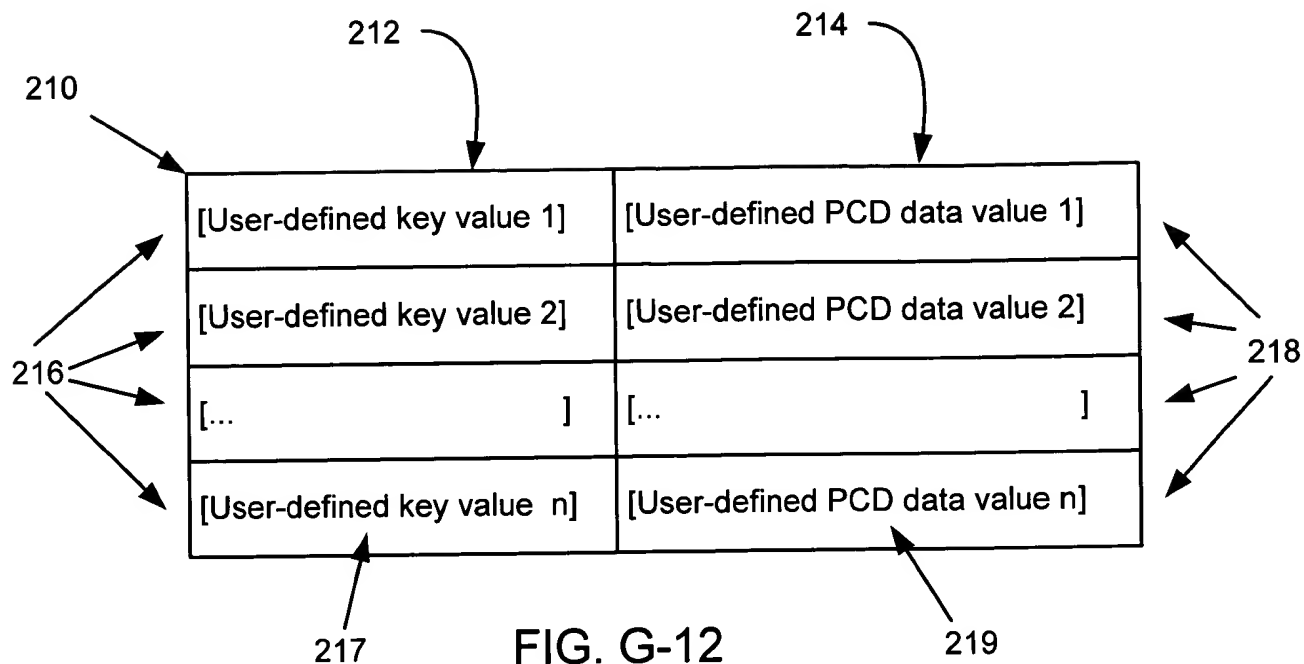 212
214
210
[User-defined key value 1]
[User-defined PCD data value 1]
[User-defined key value 2]
[User-defined PCD data value 2]
216
218
[... ]
[... ]
[User-defined key value n]
[User-defined PCD data value n]
217
FIG. G-12
219